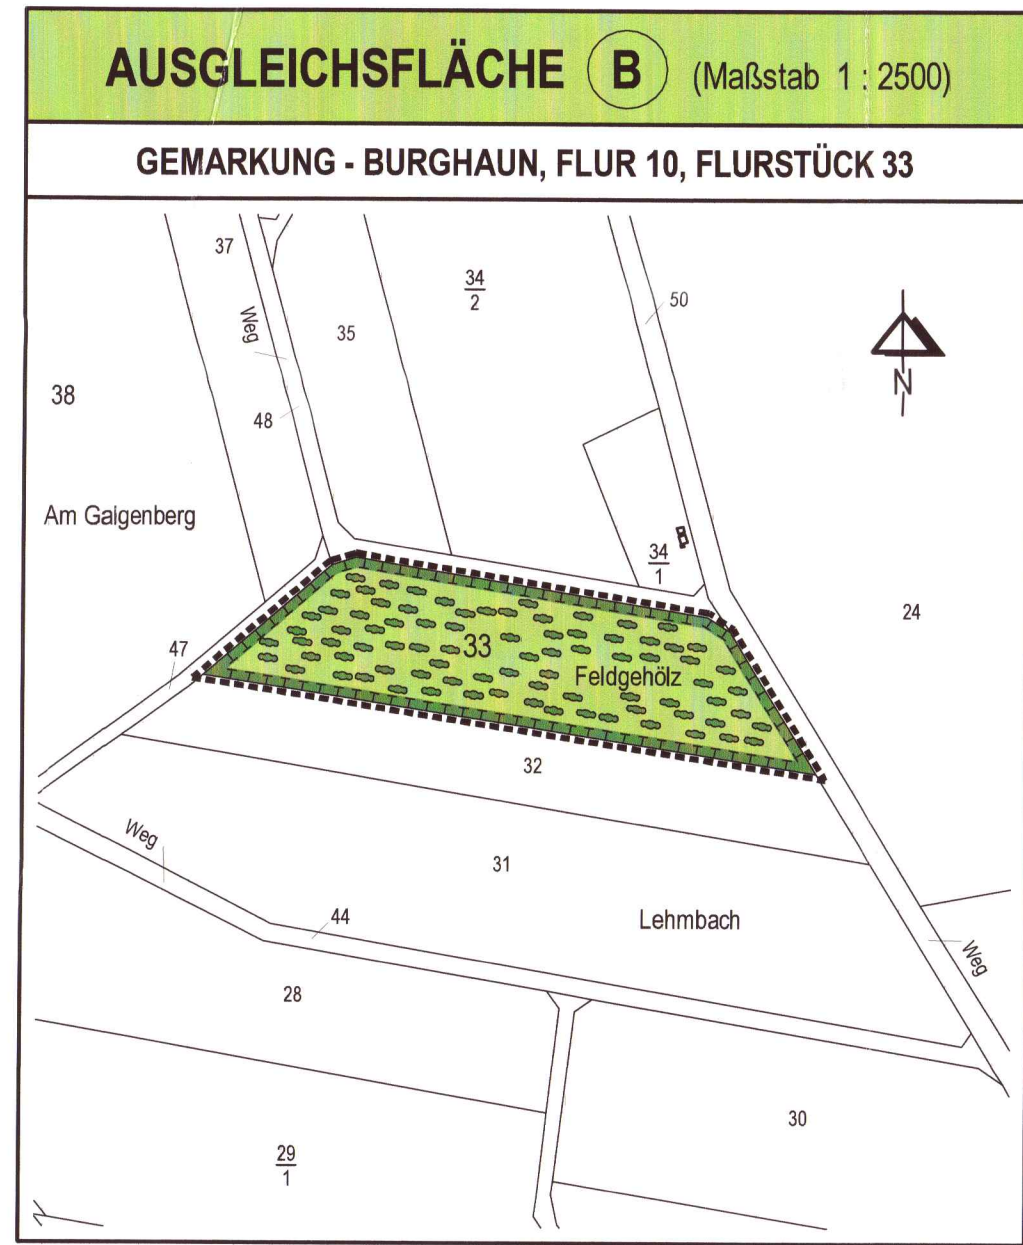 AUSGLEICHSFLÄCHE B (Maßstab 1 : 2500)
GEMARKUNG - BURGHAUN, FLUR 10, FLURSTÜCK 33
37
34
2
50
Weg
35
38
N
48
Am Gaigenberg
34
1
24
33
47
Feldgehölz
32
Weg
31
44
Lehmbach
Weg
28
30
29
1